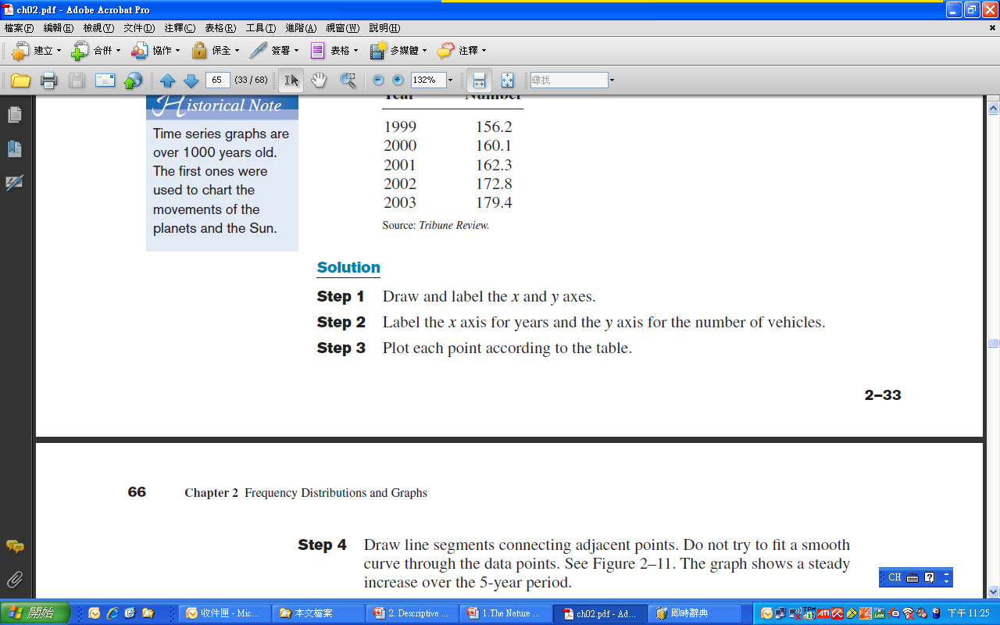 ch02.pdf - Adobe Acrobat Pro
檔案(F) 編輯(E) 檢視(V) 文件(D) 注釋(C) 表格(R) 工具(T) 進階(A) 視窗(W) 說明(H)
建立 合併 協作 保全 簽署 表格 多媒體 注釋
65 (33 / 68) 132% 尋找
Historical Note
Time series graphs are
over 1000 years old.
The first ones were
used to chart the
movements of the
planets and the Sun.
Year Number
1999 156.2
2000 160.1
2001 162.3
2002 172.8
2003 179.4
Source: Tribune Review.
Solution
Step 1 Draw and label the x and y axes.
Step 2 Label the x axis for years and the y axis for the number of vehicles.
Step 3 Plot each point according to the table.
2–33
66 Chapter 2 Frequency Distributions and Graphs
Step 4 Draw line segments connecting adjacent points. Do not try to fit a smooth
curve through the data points. See Figure 2–11. The graph shows a steady
increase over the 5-year period.
CH
開始 收件匣 - Mic... 本文檔案 2. Descriptive ... 1.The Nature ... ch02.pdf - Ad... 即時辭典 下午 11:25